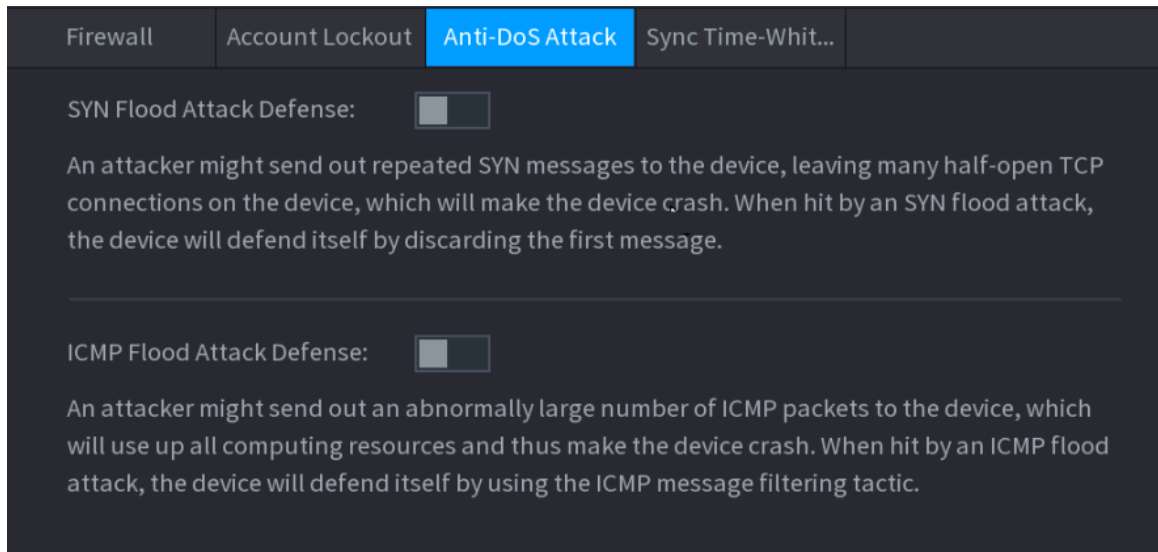 Firewall Account Lockout Anti-DoS Attack Sync Time-Whit...
SYN Flood Attack Defense:
An attacker might send out repeated SYN messages to the device, leaving many half-open TCP
connections on the device, which will make the device crash. When hit by an SYN flood attack,
the device will defend itself by discarding the first message.
ICMP Flood Attack Defense:
An attacker might send out an abnormally large number of ICMP packets to the device, which
will use up all computing resources and thus make the device crash. When hit by an ICMP flood
attack, the device will defend itself by using the ICMP message filtering tactic.